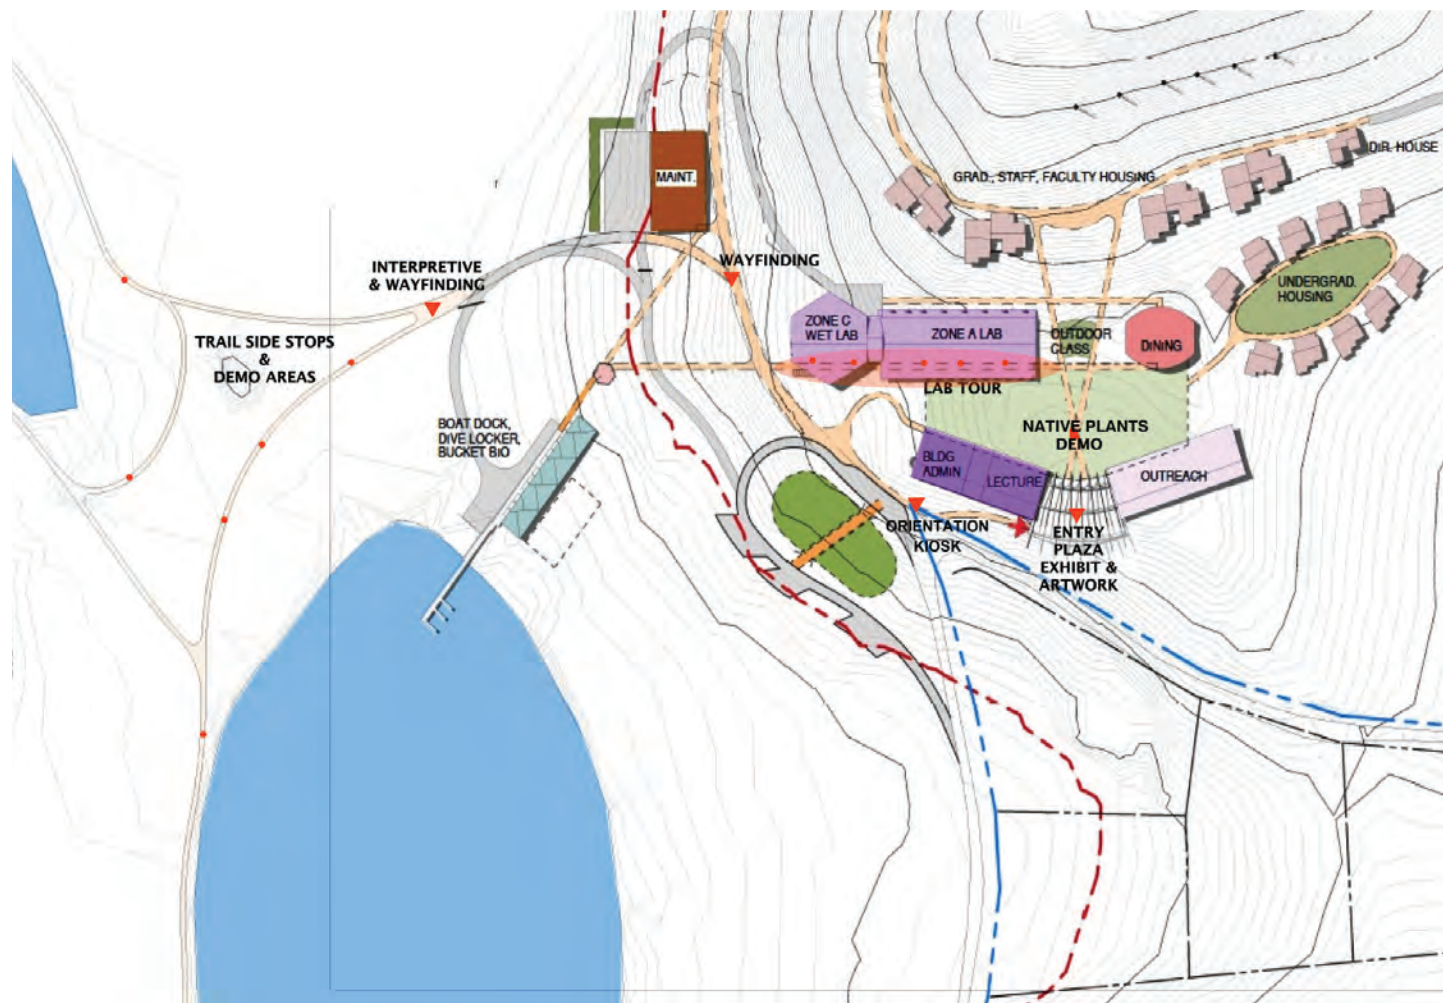 DIR. HOUSE
MAINT.
GRAD., STAFF, FACULTY HOUSING
INTERPRETIVE
& WAYFINDING
WAYFINDING
UNDERGRAD.
HOUSING
TRAIL SIDE STOPS
&
DEMO AREAS
ZONE C
WET LAB
ZONE A LAB
OUTDOOR
CLASS
DINING
LAB TOUR
BOAT DOCK,
DIVE LOCKER,
BUCKET BIO
NATIVE PLANTS
DEMO
BLDG
ADMIN
LECTURE
OUTREACH
ORIENTATION
KIOSK
ENTRY
PLAZA
EXHIBIT &
ARTWORK